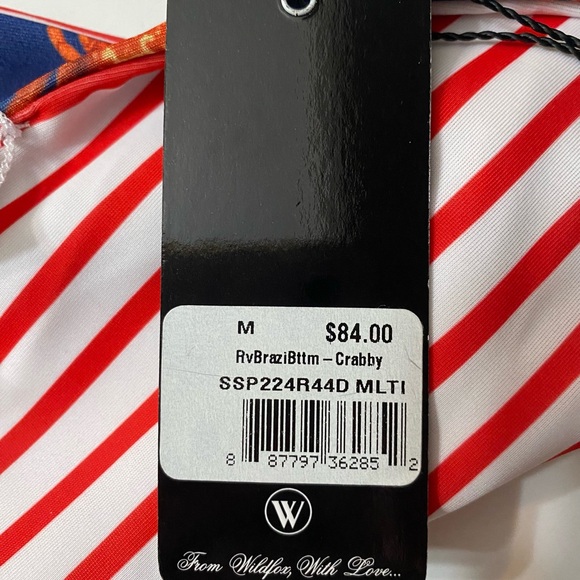 M $84.00
RvBraziBttm - Crabby
SSP224R44D MLTI
8 87797 36285 2
W
From Wildfox, With Love...